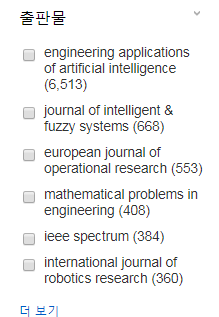 출판물
engineering applications
of artificial intelligence
(6,513)
journal of intelligent &
fuzzy systems (668)
european journal of
operational research (553)
mathematical problems in
engineering (408)
ieee spectrum (384)
international journal of
robotics research (360)
더 보기